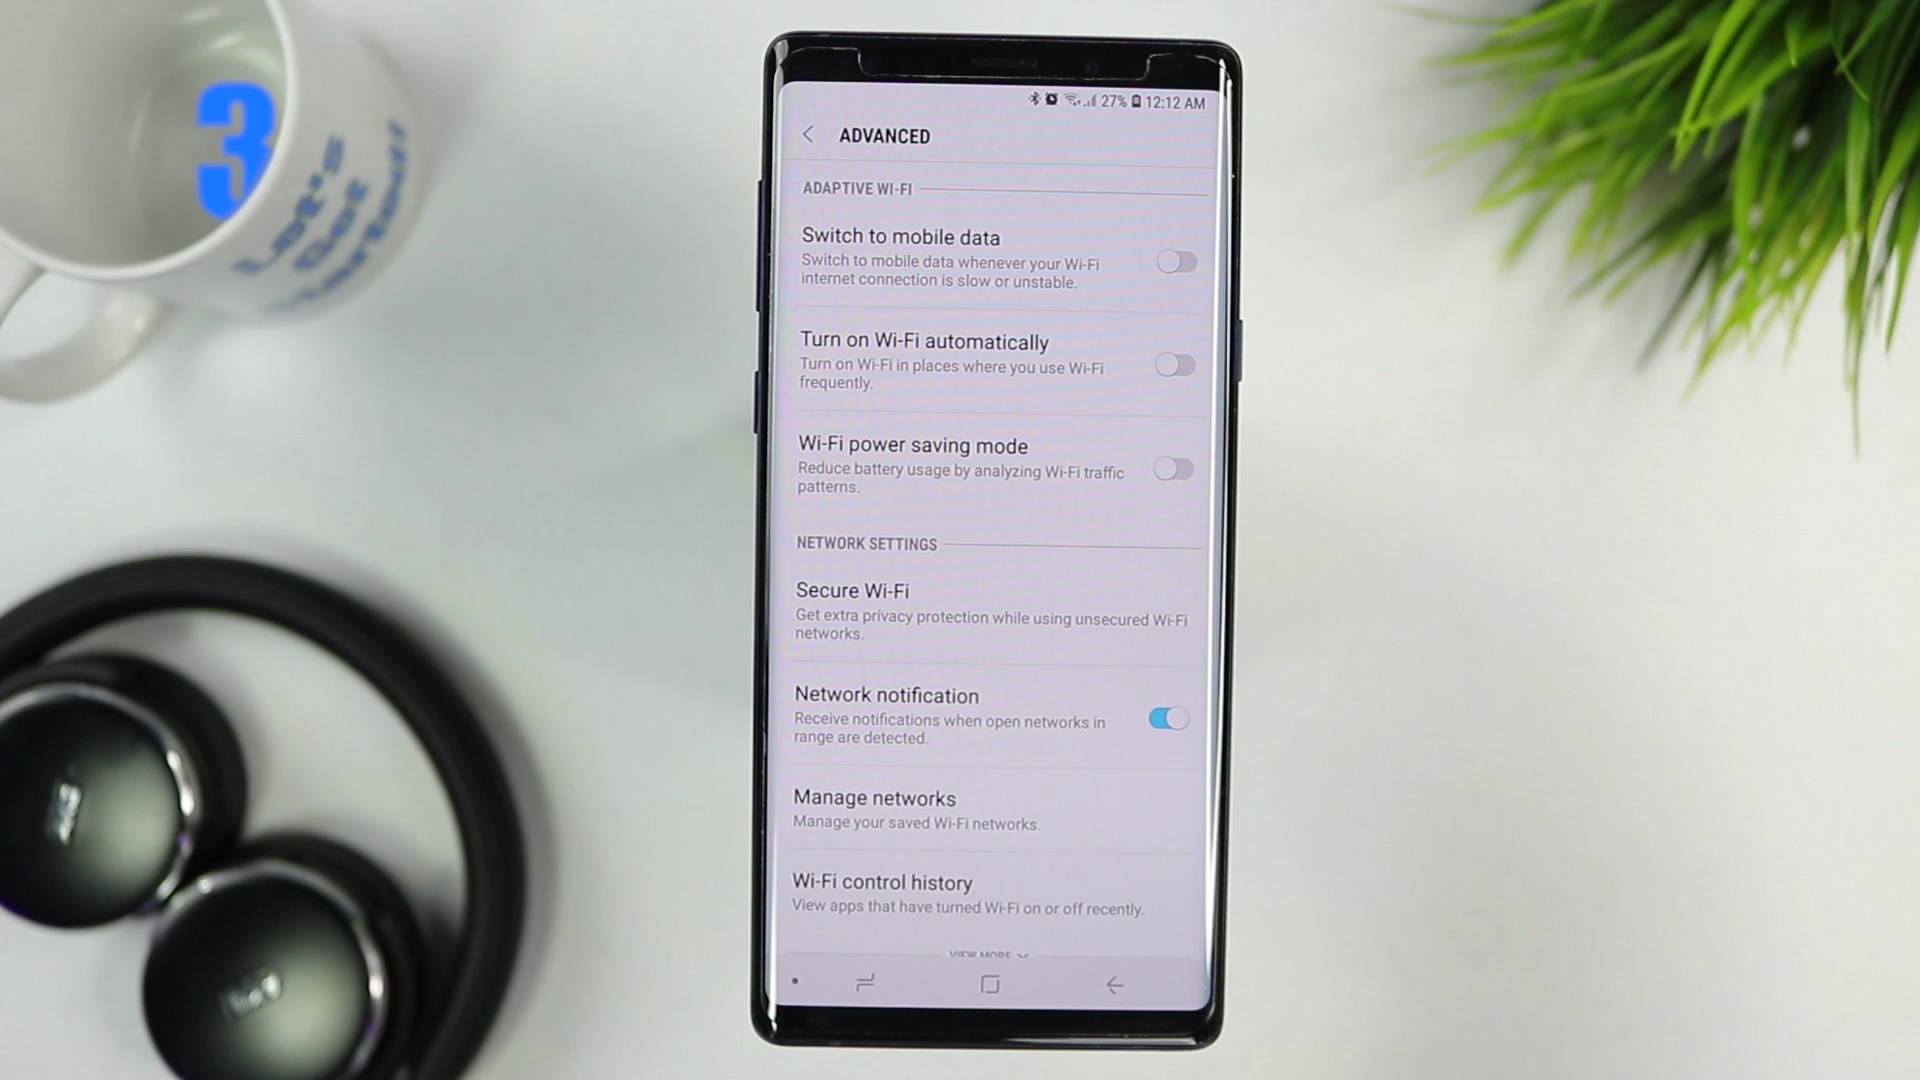 27% 12:12 AM
ADVANCED
ADAPTIVE WI-FI
Switch to mobile data
Switch to mobile data whenever your Wi-Fi
internet connection is slow or unstable.
Turn on Wi-Fi automatically
Turn on Wi-Fi in places where you use Wi-Fi
frequently.
Wi-Fi power saving mode
Reduce battery usage by analyzing Wi-Fi traffic
patterns.
NETWORK SETTINGS
Secure Wi-Fi
Get extra privacy protection while using unsecured Wi-Fi
networks.
Network notification
Receive notifications when open networks in
range are detected.
Manage networks
Manage your saved Wi-Fi networks.
Wi-Fi control history
View apps that have turned Wi-Fi on or off recently.
VIEW MORE
3
Let's
Get
Started!